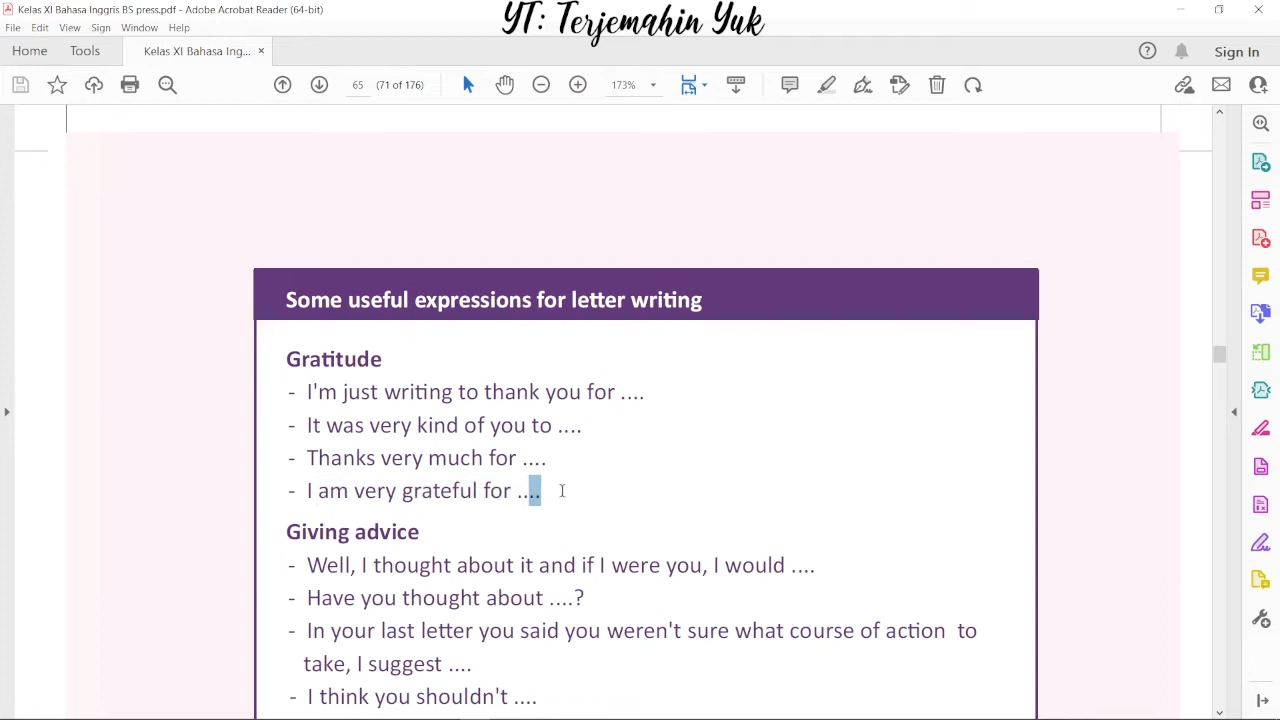 Kelas XI Bahasa Inggris BS press.pdf - Adobe Acrobat Reader (64-bit)
YT: Terjemahin Yuk
File Edit View Sign Window Help
Home Tools Kelas XI Bahasa Ing... × Sign In
65 (71 of 176) 173%
Some useful expressions for letter writing
Gratitude
- I'm just writing to thank you for ....
- It was very kind of you to ....
- Thanks very much for ....
- I am very grateful for ....
Giving advice
- Well, I thought about it and if I were you, I would ....
- Have you thought about ....?
- In your last letter you said you weren't sure what course of action to
take, I suggest ....
- I think you shouldn't ....